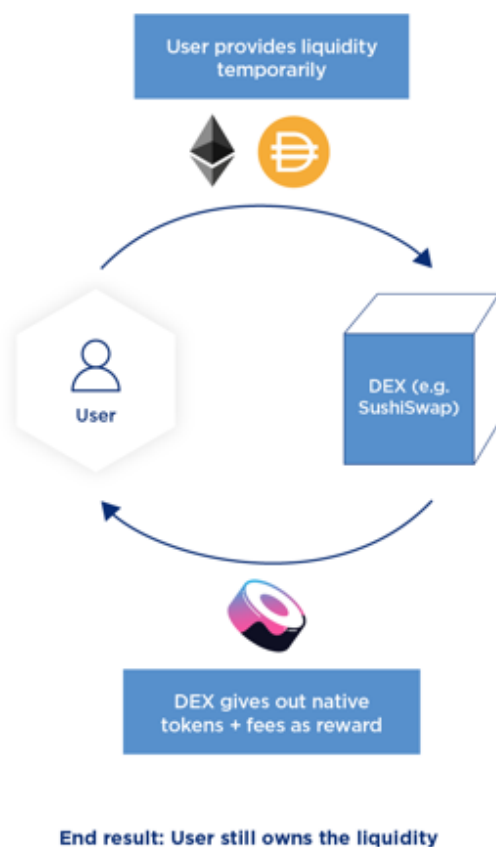 User provides liquidity
temporarily
User
DEX (e.g.
SushiSwap)
DEX gives out native
tokens + fees as reward
End result: User still owns the liquidity